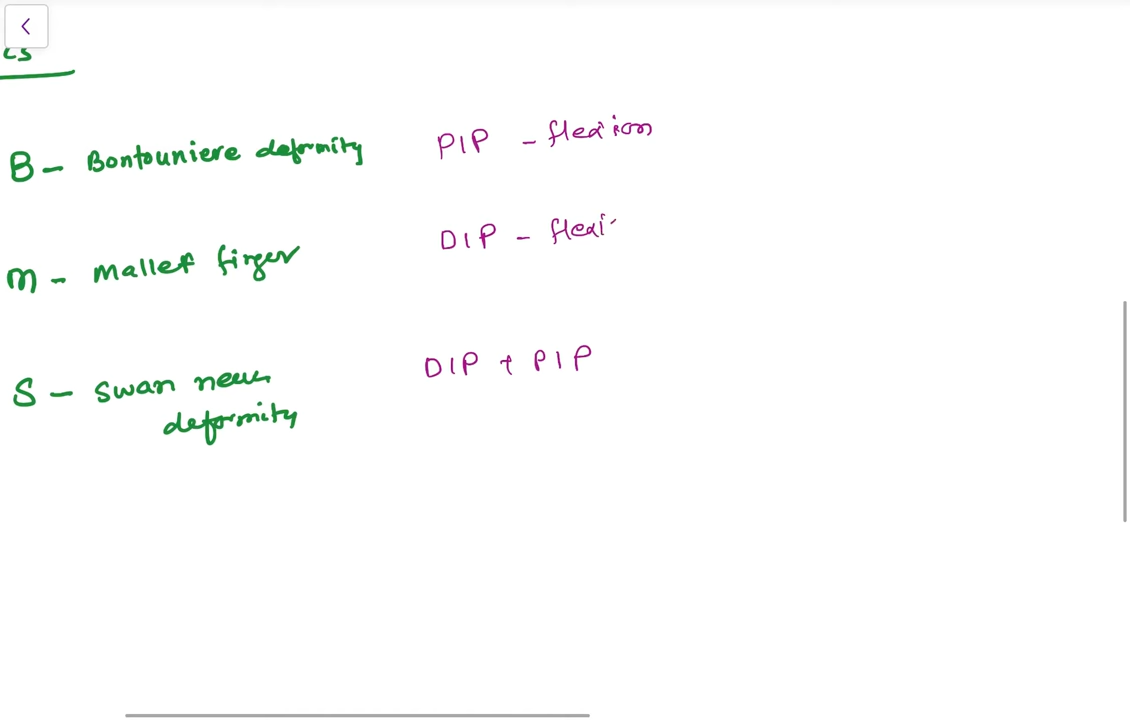 B - Bontouniere deformity PIP - flexion
M - Mallet finger DIP - flexi
S - Swan neck DIP + PIP
deformity